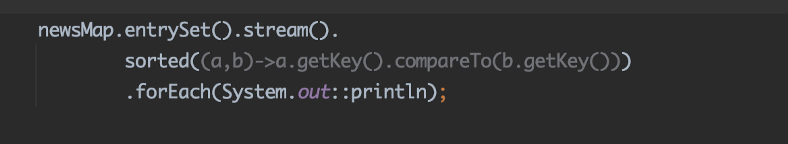 newsMap.entrySet().stream().
sorted((a,b)->a.getKey().compareTo(b.getKey()))
.forEach(System.out::println);